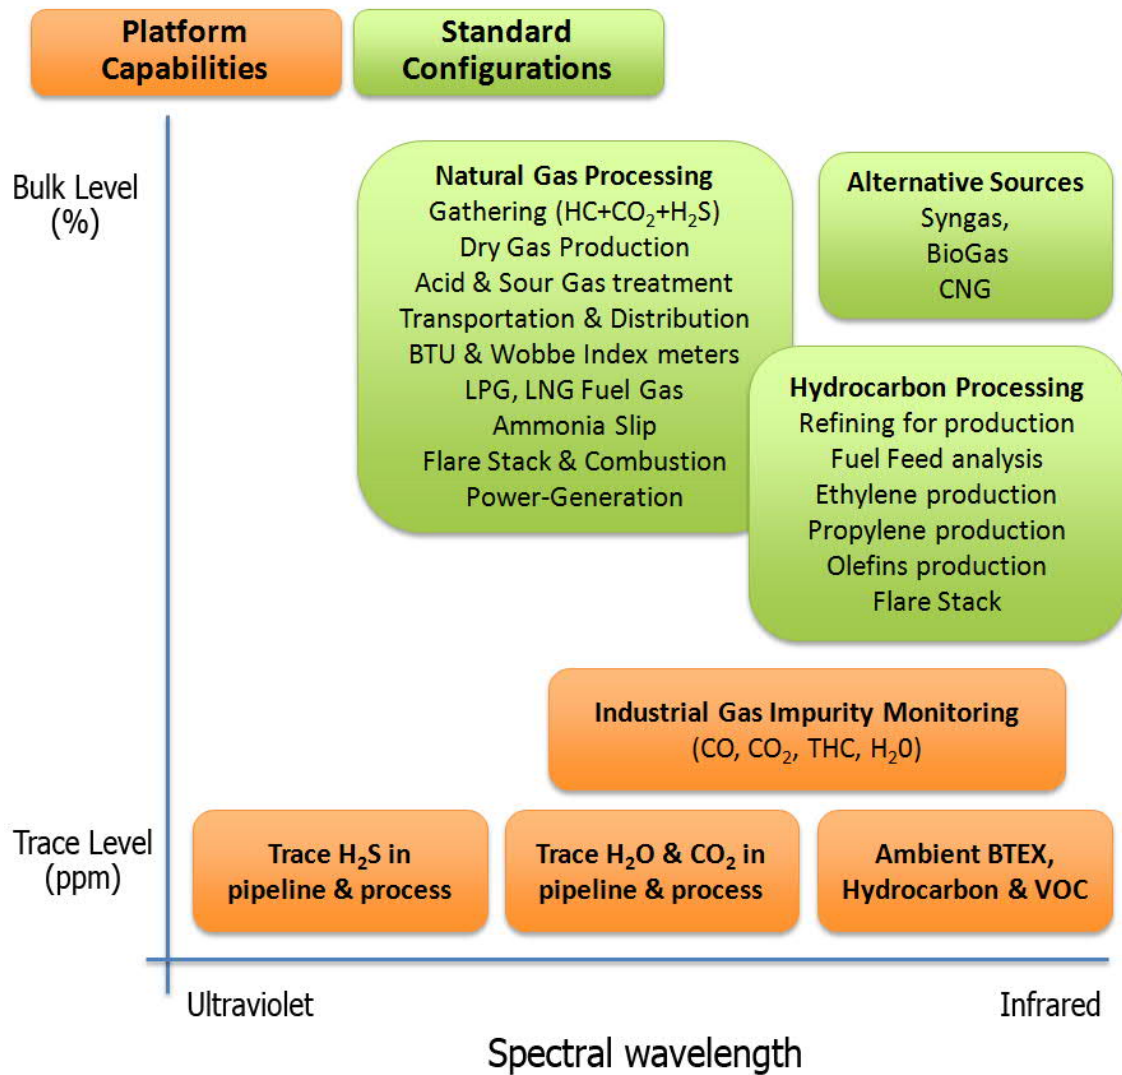 Platform
Capabilities
Standard
Configurations
Bulk Level
(%)
Natural Gas Processing
Gathering (HC+CO₂+H₂S)
Dry Gas Production
Acid & Sour Gas treatment
Transportation & Distribution
BTU & Wobbe Index meters
LPG, LNG Fuel Gas
Ammonia Slip
Flare Stack & Combustion
Power-Generation
Alternative Sources
Syngas,
BioGas
CNG
Hydrocarbon Processing
Refining for production
Fuel Feed analysis
Ethylene production
Propylene production
Olefins production
Flare Stack
Industrial Gas Impurity Monitoring
(CO, CO₂, THC, H₂0)
Trace Level
(ppm)
Trace H₂S in
pipeline & process
Trace H₂O & CO₂ in
pipeline & process
Ambient BTEX,
Hydrocarbon & VOC
Ultraviolet
Infrared
Spectral wavelength